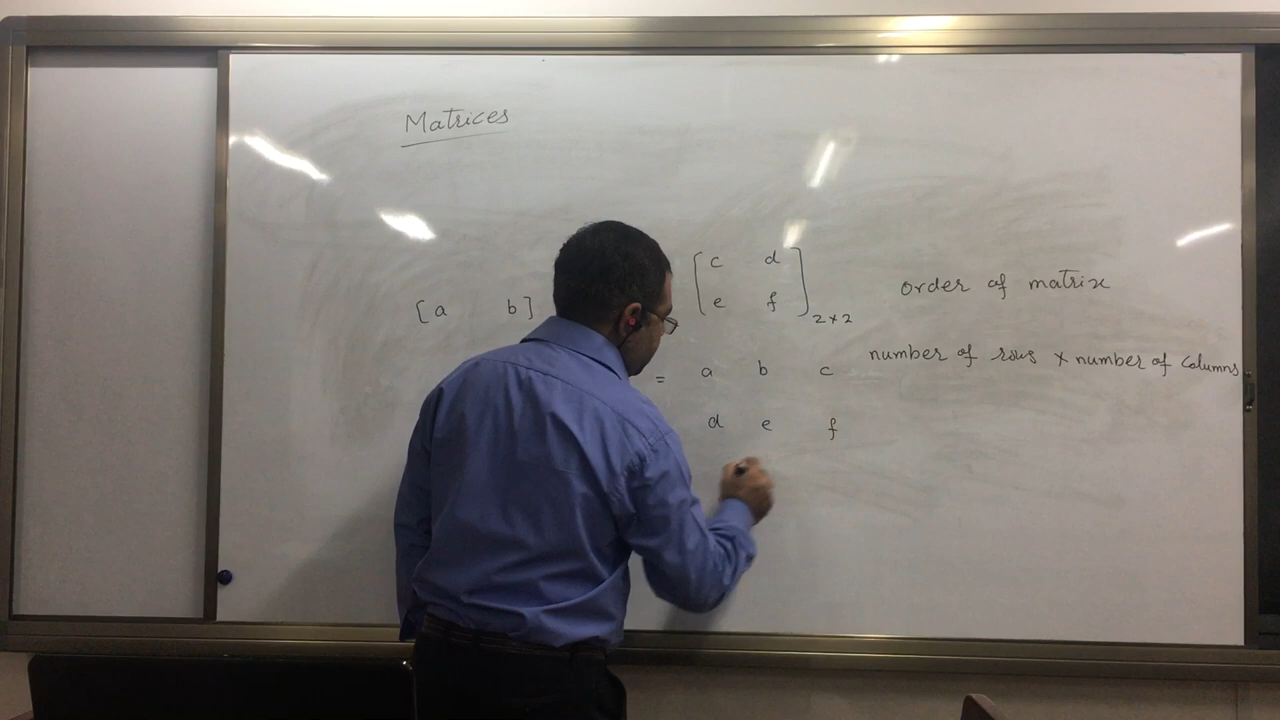 Matrices
[a b] [c d
e f] 2×2
order of matrix
number of rows × number of columns
= a b c
d e f